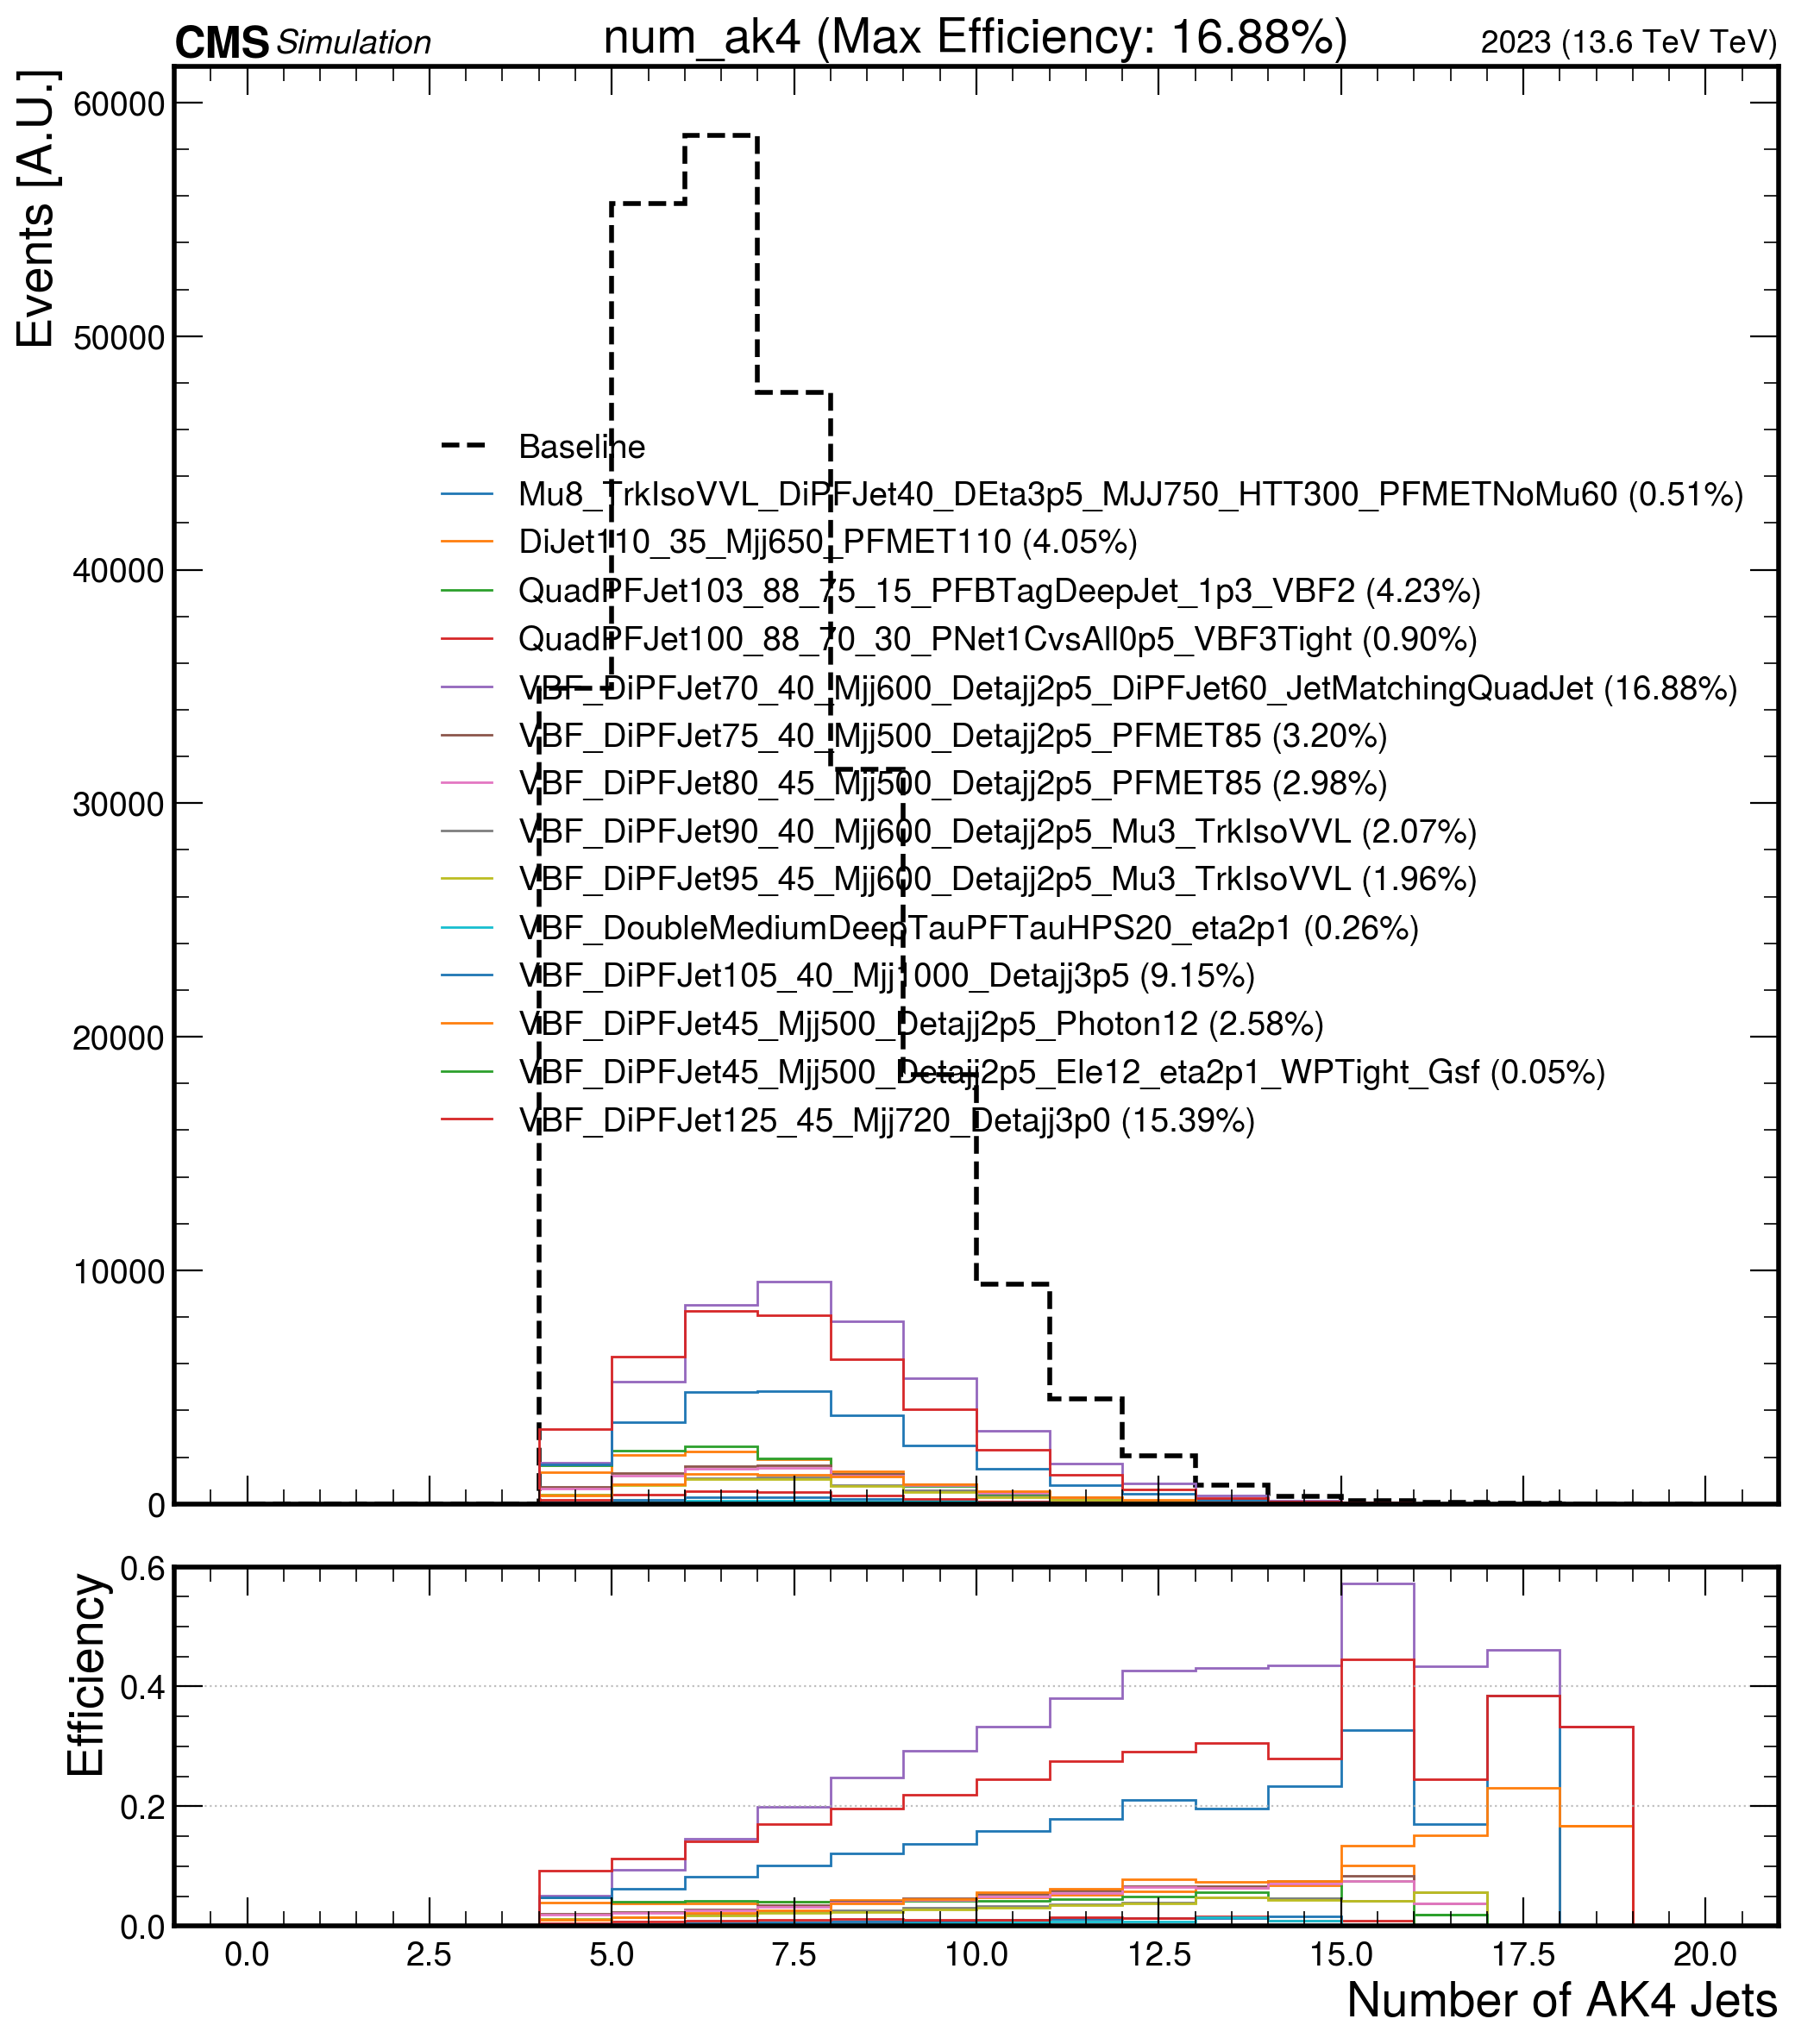 CMS Simulation num_ak4 (Max Efficiency: 16.88%) 2023 (13.6 TeV TeV)
Events [A.U.]
60000
50000
40000
30000
20000
10000
0
Baseline
Mu8_TrkIsoVVL_DiPFJet40_DEta3p5_MJJ750_HTT300_PFMETNoMu60 (0.51%)
DiJet110_35_Mjj650_PFMET110 (4.05%)
QuadPFJet103_88_75_15_PFBTagDeepJet_1p3_VBF2 (4.23%)
QuadPFJet100_88_70_30_PNet1CvsAll0p5_VBF3Tight (0.90%)
VBF_DiPFJet70_40_Mjj600_Detajj2p5_DiPFJet60_JetMatchingQuadJet (16.88%)
VBF_DiPFJet75_40_Mjj500_Detajj2p5_PFMET85 (3.20%)
VBF_DiPFJet80_45_Mjj500_Detajj2p5_PFMET85 (2.98%)
VBF_DiPFJet90_40_Mjj600_Detajj2p5_Mu3_TrkIsoVVL (2.07%)
VBF_DiPFJet95_45_Mjj600_Detajj2p5_Mu3_TrkIsoVVL (1.96%)
VBF_DoubleMediumDeepTauPFTauHPS20_eta2p1 (0.26%)
VBF_DiPFJet105_40_Mjj1000_Detajj3p5 (9.15%)
VBF_DiPFJet45_Mjj500_Detajj2p5_Photon12 (2.58%)
VBF_DiPFJet45_Mjj500_Detajj2p5_Ele12_eta2p1_WPTight_Gsf (0.05%)
VBF_DiPFJet125_45_Mjj720_Detajj3p0 (15.39%)
Efficiency
0.6
0.4
0.2
0.0
0.0 2.5 5.0 7.5 10.0 12.5 15.0 17.5 20.0
Number of AK4 Jets